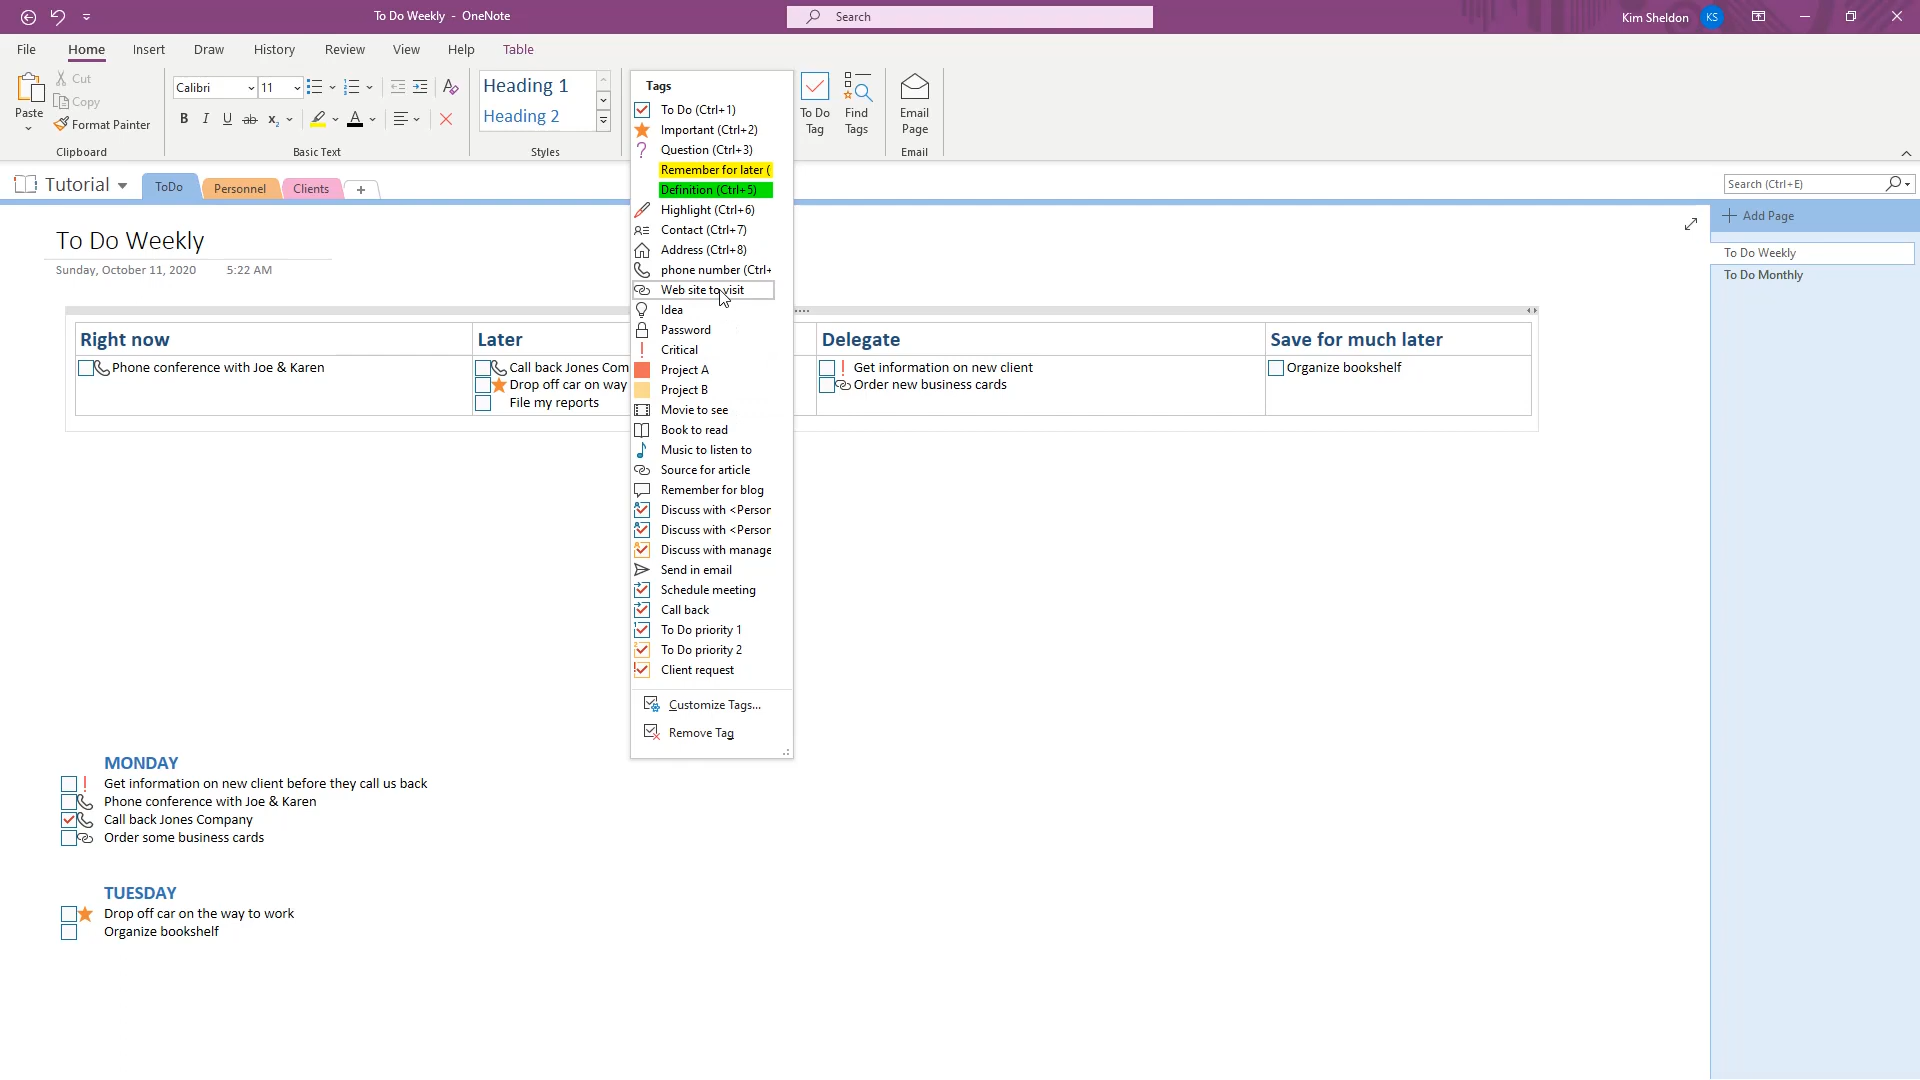 To Do Weekly - OneNote
Search
Kim Sheldon
KS
File
Home
Insert
Draw
History
Review
View
Help
Table
Paste
Cut
Copy
Format Painter
Clipboard
Calibri
11
B I U ab x₂ A
Basic Text
Heading 1
Heading 2
Styles
To Do
Tag
Find
Tags
Email
Page
Email
Tags
To Do (Ctrl+1)
Important (Ctrl+2)
Question (Ctrl+3)
Remember for later (
Definition (Ctrl+5)
Highlight (Ctrl+6)
Contact (Ctrl+7)
Address (Ctrl+8)
phone number (Ctrl+
Web site to visit
Idea
Password
Critical
Project A
Project B
Movie to see
Book to read
Music to listen to
Source for article
Remember for blog
Discuss with <Person
Discuss with <Person
Discuss with manage
Send in email
Schedule meeting
Call back
To Do priority 1
To Do priority 2
Client request
Customize Tags...
Remove Tag
Tutorial
ToDo
Personnel
Clients
Search (Ctrl+E)
Add Page
To Do Weekly
To Do Monthly
To Do Weekly
Sunday, October 11, 2020 5:22 AM
Right now
Phone conference with Joe & Karen
Later
Call back Jones Com
Drop off car on way
File my reports
Delegate
Get information on new client
Order new business cards
Save for much later
Organize bookshelf
MONDAY
Get information on new client before they call us back
Phone conference with Joe & Karen
Call back Jones Company
Order some business cards
TUESDAY
Drop off car on the way to work
Organize bookshelf